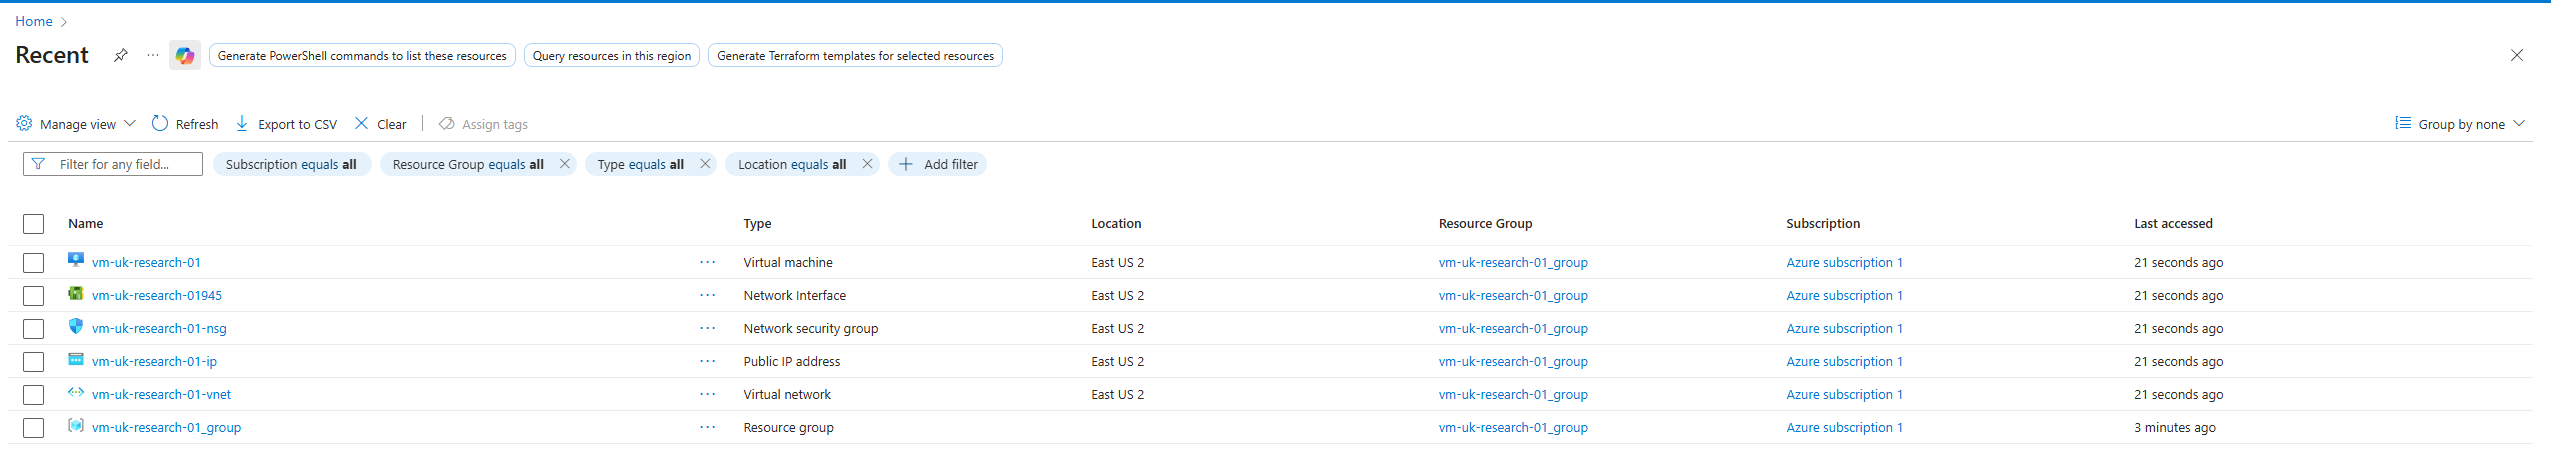 Home
Recent ··· Generate PowerShell commands to list these resources Query resources in this region Generate Terraform templates for selected resources
Manage view Refresh Export to CSV Clear Assign tags Group by none
Filter for any field... Subscription equals all Resource Group equals all Type equals all Location equals all Add filter
Name Type Location Resource Group Subscription Last accessed
vm-uk-research-01 ··· Virtual machine East US 2 vm-uk-research-01_group Azure subscription 1 21 seconds ago
vm-uk-research-01945 ··· Network Interface East US 2 vm-uk-research-01_group Azure subscription 1 21 seconds ago
vm-uk-research-01-nsg ··· Network security group East US 2 vm-uk-research-01_group Azure subscription 1 21 seconds ago
vm-uk-research-01-ip ··· Public IP address East US 2 vm-uk-research-01_group Azure subscription 1 21 seconds ago
vm-uk-research-01-vnet ··· Virtual network East US 2 vm-uk-research-01_group Azure subscription 1 21 seconds ago
vm-uk-research-01_group ··· Resource group vm-uk-research-01_group Azure subscription 1 3 minutes ago